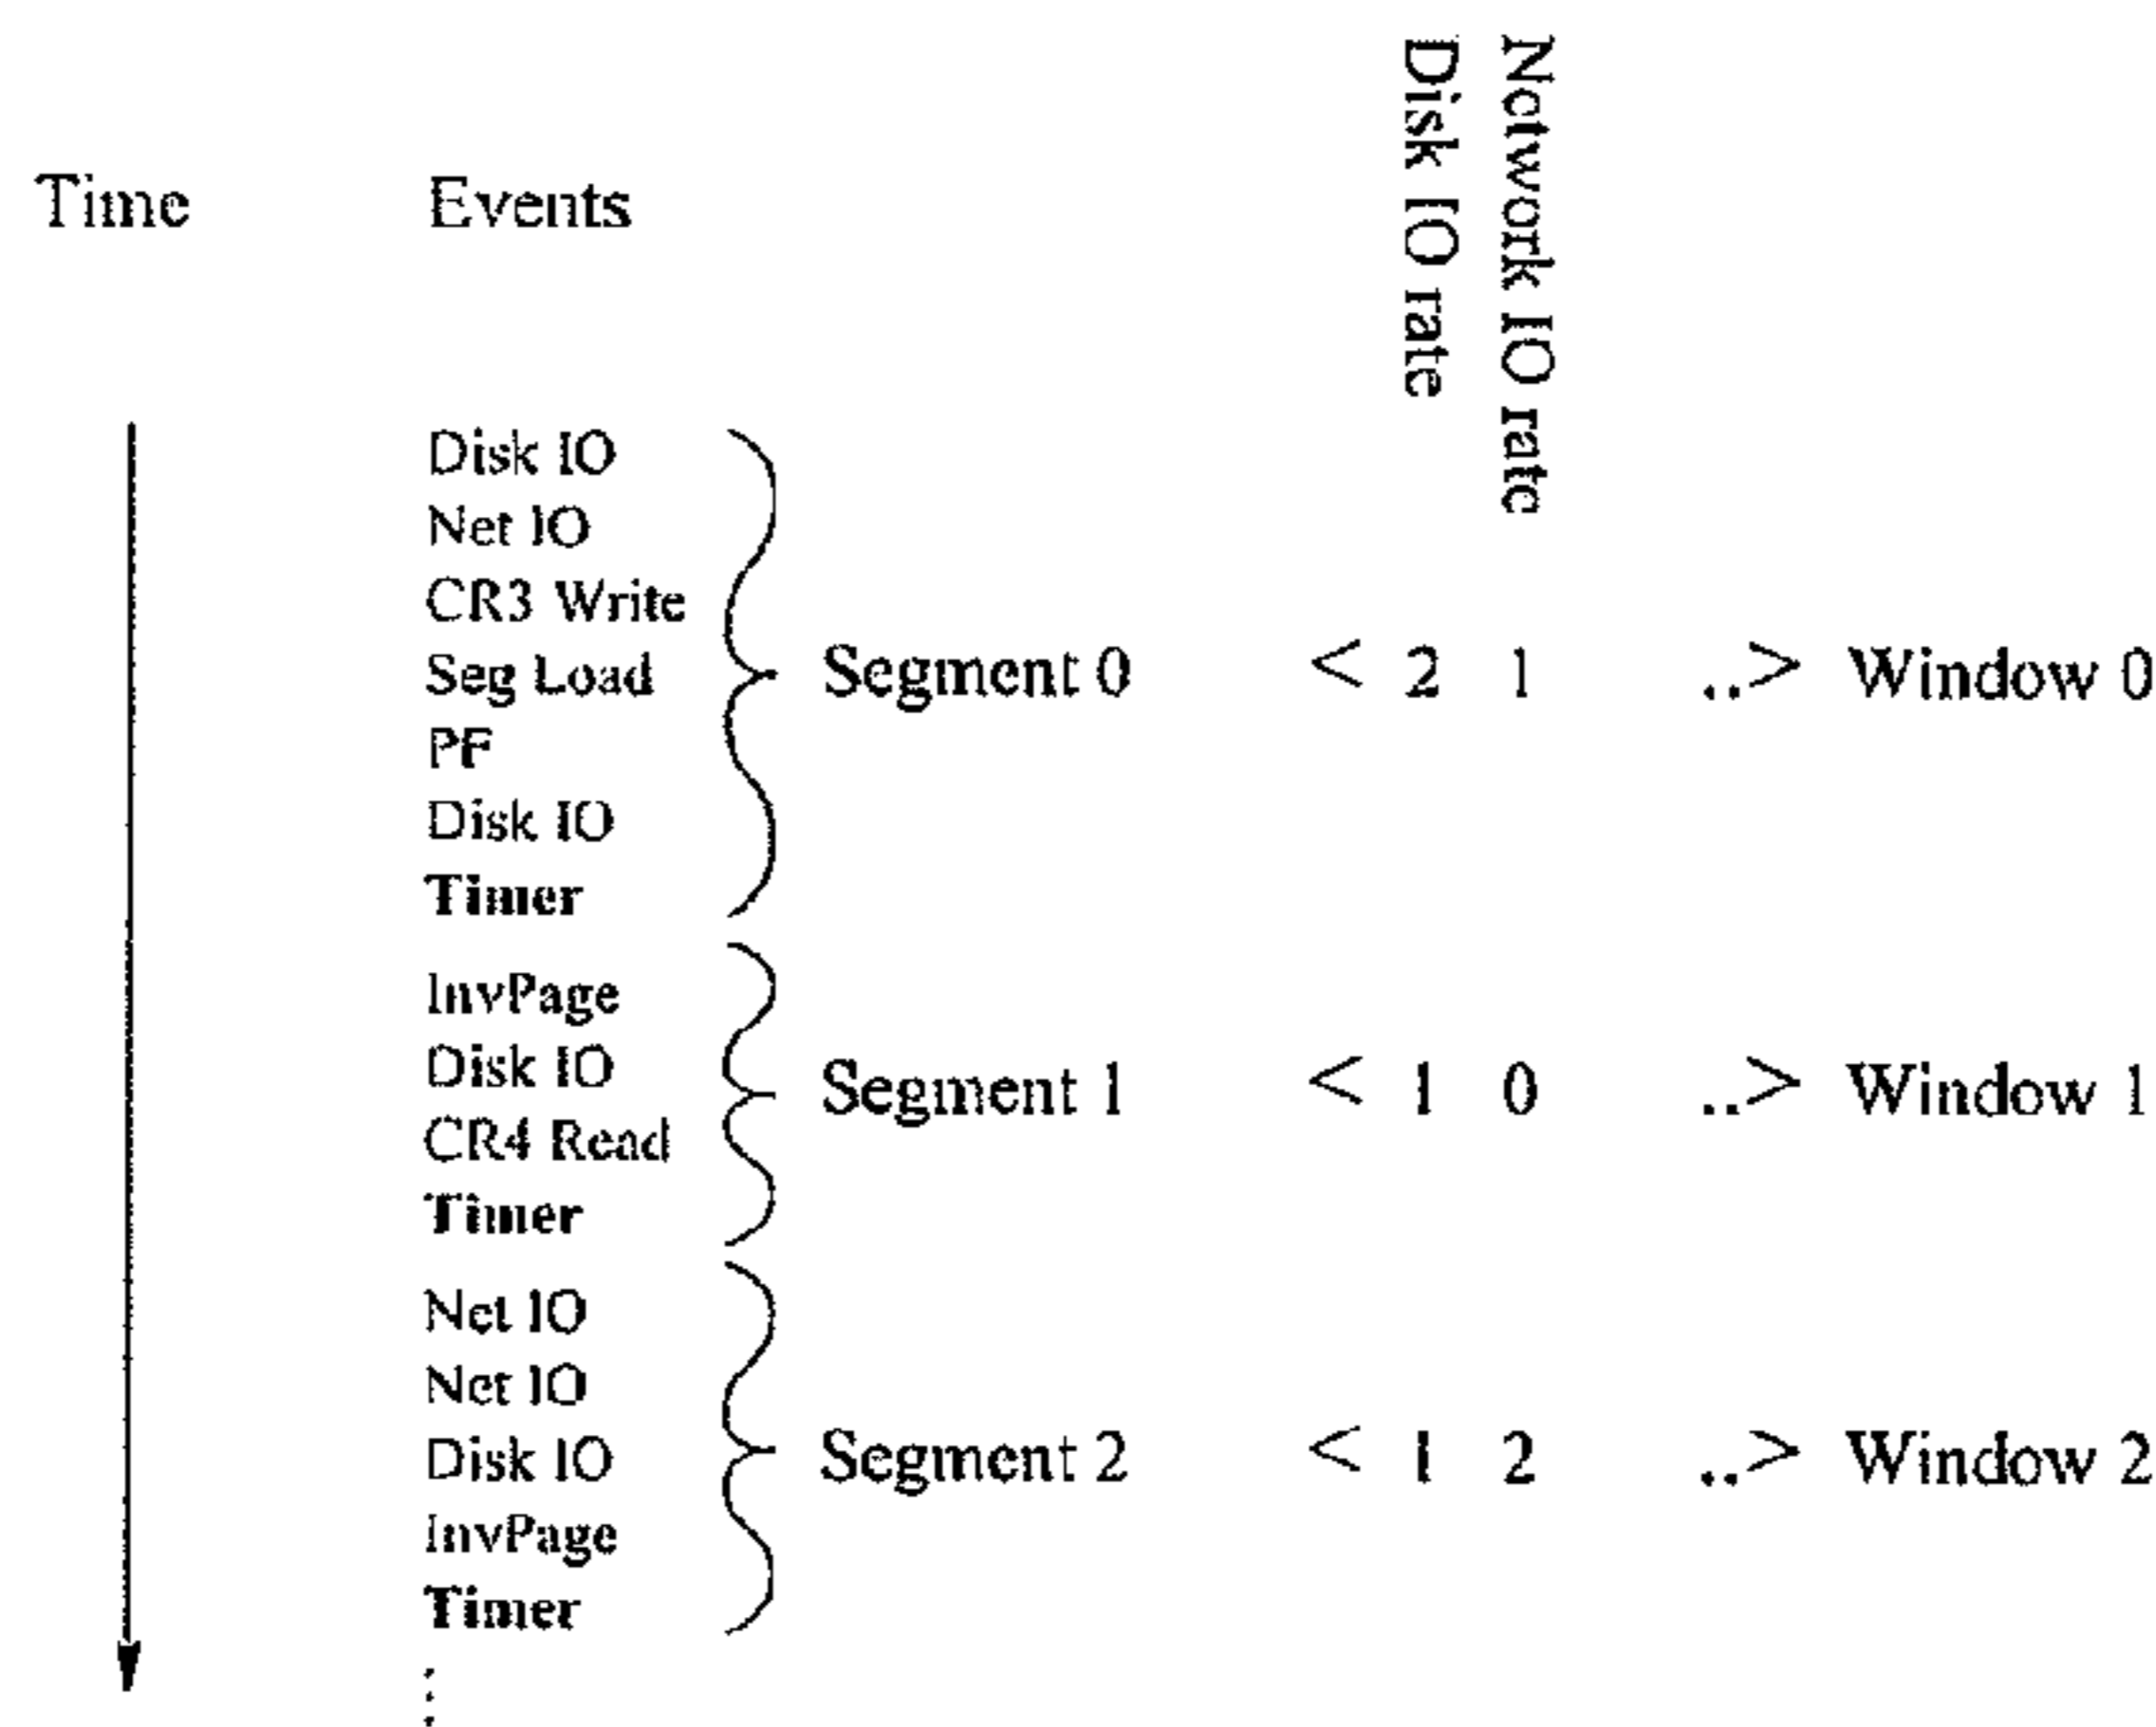 Time
Events
Disk IO rate
Network IO rate
Disk IO
Net IO
CR3 Write
Seg Load
PF
Disk IO
Timer
Segment 0 < 2 1 ..> Window 0
InvPage
Disk IO
CR4 Read
Timer
Segment 1 < 1 0 ..> Window 1
Net IO
Net IO
Disk IO
InvPage
Timer
Segment 2 < 1 2 ..> Window 2